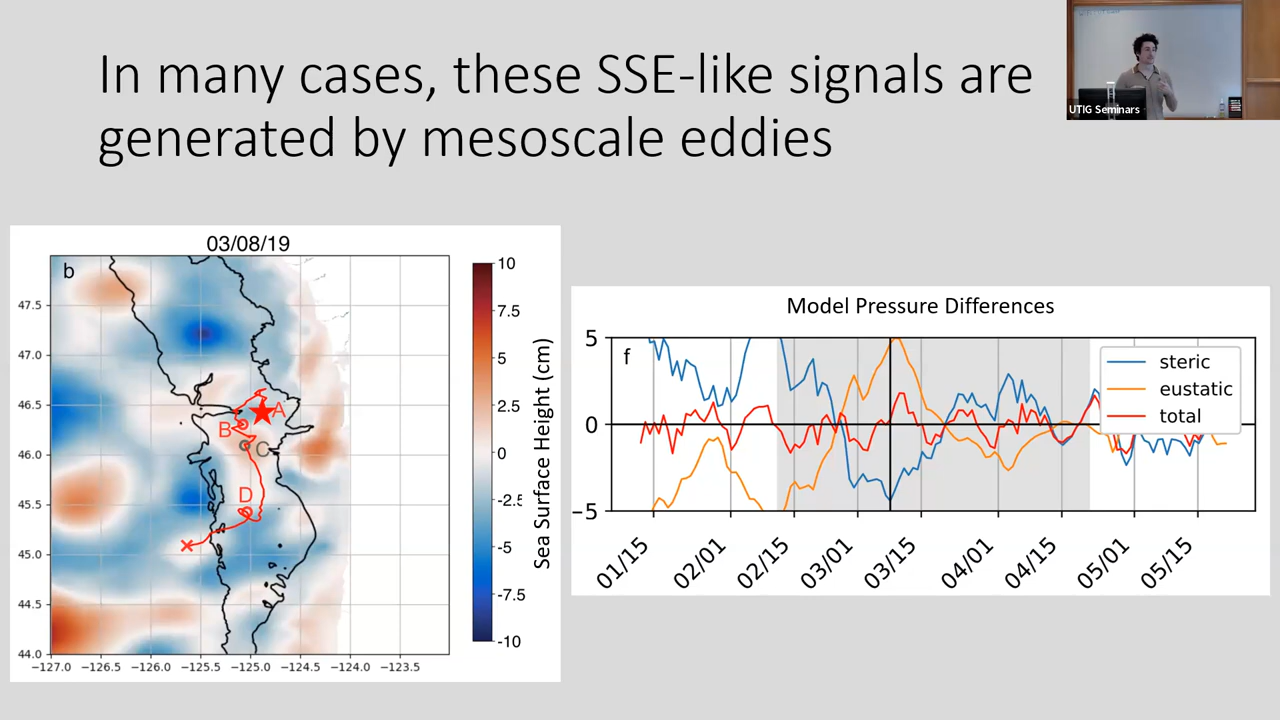 In many cases, these SSE-like signals are
generated by mesoscale eddies
UTIG Seminars
03/08/19
b
47.5
47.0
46.5
46.0
45.5
45.0
44.5
44.0
−127.0 −126.5 −126.0 −125.5 −125.0 −124.5 −124.0 −123.5
A
B
C
D
10
7.5
5
2.5
0
-2.5
-5
-7.5
-10
Sea Surface Height (cm)
Model Pressure Differences
f
5
0
−5
steric
eustatic
total
01/15 02/01 02/15 03/01 03/15 04/01 04/15 05/01 05/15